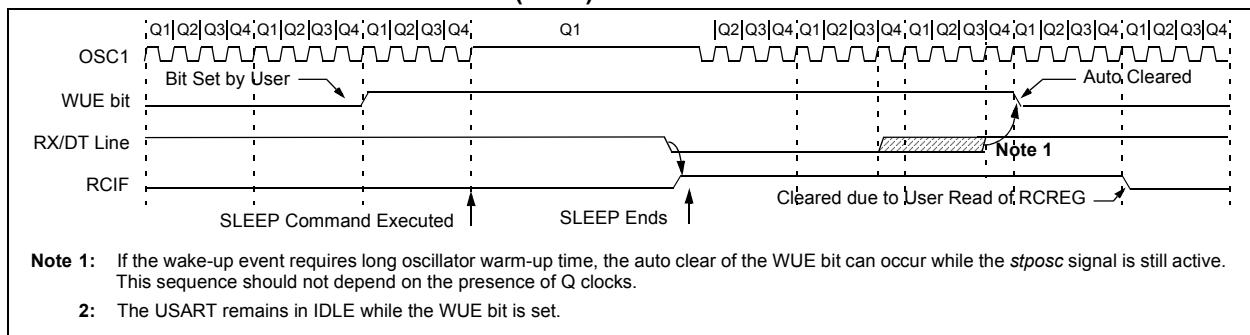 Q1 Q2 Q3 Q4 Q1 Q2 Q3 Q4 Q1 Q2 Q3 Q4 Q1 Q2 Q3 Q4 Q1 Q2 Q3 Q4 Q1 Q2 Q3 Q4 Q1 Q2 Q3 Q4 Q1 Q2 Q3 Q4
OSC1
Bit Set by User
Auto Cleared
WUE bit
RX/DT Line
Note 1
RCIF
Cleared due to User Read of RCREG
SLEEP Command Executed
SLEEP Ends
Note 1: If the wake-up event requires long oscillator warm-up time, the auto clear of the WUE bit can occur while the stposc signal is still active.
This sequence should not depend on the presence of Q clocks.
2: The USART remains in IDLE while the WUE bit is set.